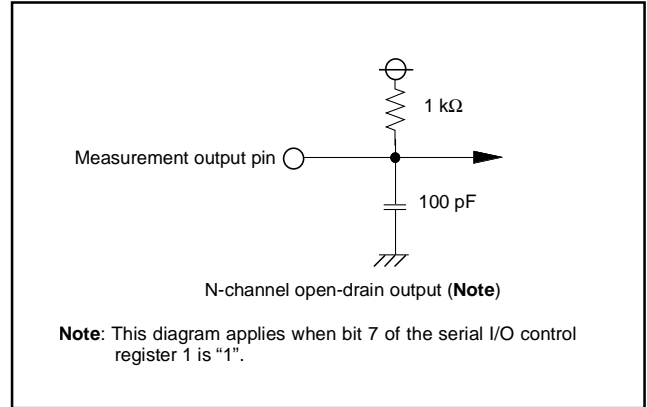 1 kΩ
Measurement output pin
100 pF
N-channel open-drain output (Note)
Note: This diagram applies when bit 7 of the serial I/O control
register 1 is “1”.